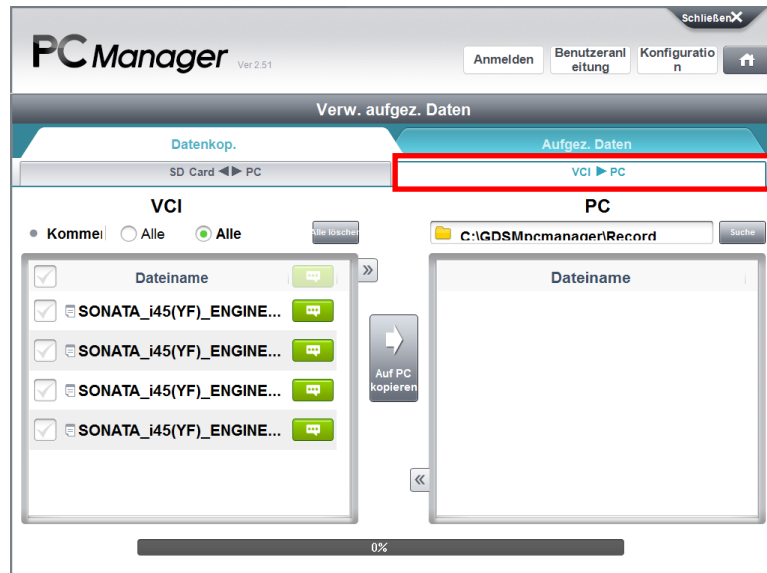 Schließen
PC Manager Ver 2.51
Anmelden
Benutzeranl
eitung
Konfiguratio
n
Verw. aufgez. Daten
Datenkop.
Aufgez. Daten
SD Card ◀▶ PC
VCI ▶ PC
VCI
PC
Kommei
Alle
Alle
Alle löscher
C:\GDSMpcmanager\Record
Suche
Dateiname
Dateiname
SONATA_i45(YF)_ENGINE...
SONATA_i45(YF)_ENGINE...
SONATA_i45(YF)_ENGINE...
SONATA_i45(YF)_ENGINE...
Auf PC
kopieren
0%